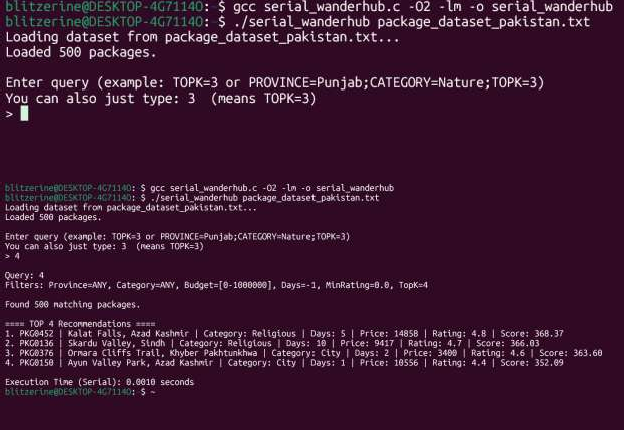 blitzerine@DESKTOP-4G7114O: $ gcc serial_wanderhub.c -O2 -lm -o serial_wanderhub
blitzerine@DESKTOP-4G7114O: $ ./serial_wanderhub package_dataset_pakistan.txt
Loading dataset from package_dataset_pakistan.txt...
Loaded 500 packages.
Enter query (example: TOPK=3 or PROVINCE=Punjab;CATEGORY=Nature;TOPK=3)
You can also just type: 3 (means TOPK=3)
>
blitzerine@DESKTOP-4G7114O: $ gcc serial_wanderhub.c -O2 -lm -o serial_wanderhub
blitzerine@DESKTOP-4G7114O: $ ./serial_wanderhub package_dataset_pakistan.txt
Loading dataset from package_dataset_pakistan.txt...
Loaded 500 packages.
Enter query (example: TOPK=3 or PROVINCE=Punjab;CATEGORY=Nature;TOPK=3)
You can also just type: 3 (means TOPK=3)
> 4
Query: 4
Filters: Province=ANY, Category=ANY, Budget=[0-1000000], Days=-1, MinRating=0.0, TopK=4
Found 500 matching packages.
==== TOP 4 Recommendations ====
1. PKG0452 | Kalat Falls, Azad Kashmir | Category: Religious | Days: 5 | Price: 14858 | Rating: 4.8 | Score: 368.37
2. PKG0136 | Skardu Valley, Sindh | Category: Religious | Days: 10 | Price: 9417 | Rating: 4.7 | Score: 366.03
3. PKG0376 | Ormara Cliffs Trail, Khyber Pakhtunkhwa | Category: City | Days: 2 | Price: 3400 | Rating: 4.6 | Score: 363.60
4. PKG0150 | Ayun Valley Park, Azad Kashmir | Category: City | Days: 1 | Price: 10556 | Rating: 4.4 | Score: 352.09
Execution Time (Serial): 0.0010 seconds
blitzerine@DESKTOP-4G7114O: $ ~